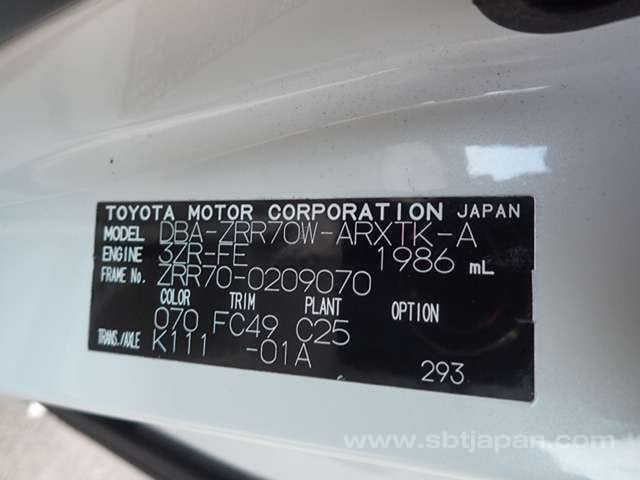 TOYOTA MOTOR CORPORATION JAPAN
MODEL DBA-ZRR70W-ARXTK-A
ENGINE 3ZR-FE 1986 mL
FRAME No. ZRR70-0209070
COLOR TRIM PLANT OPTION
070 FC49 C25
TRANS./AXLE K111 -01A
293
www.sbtjapan.com